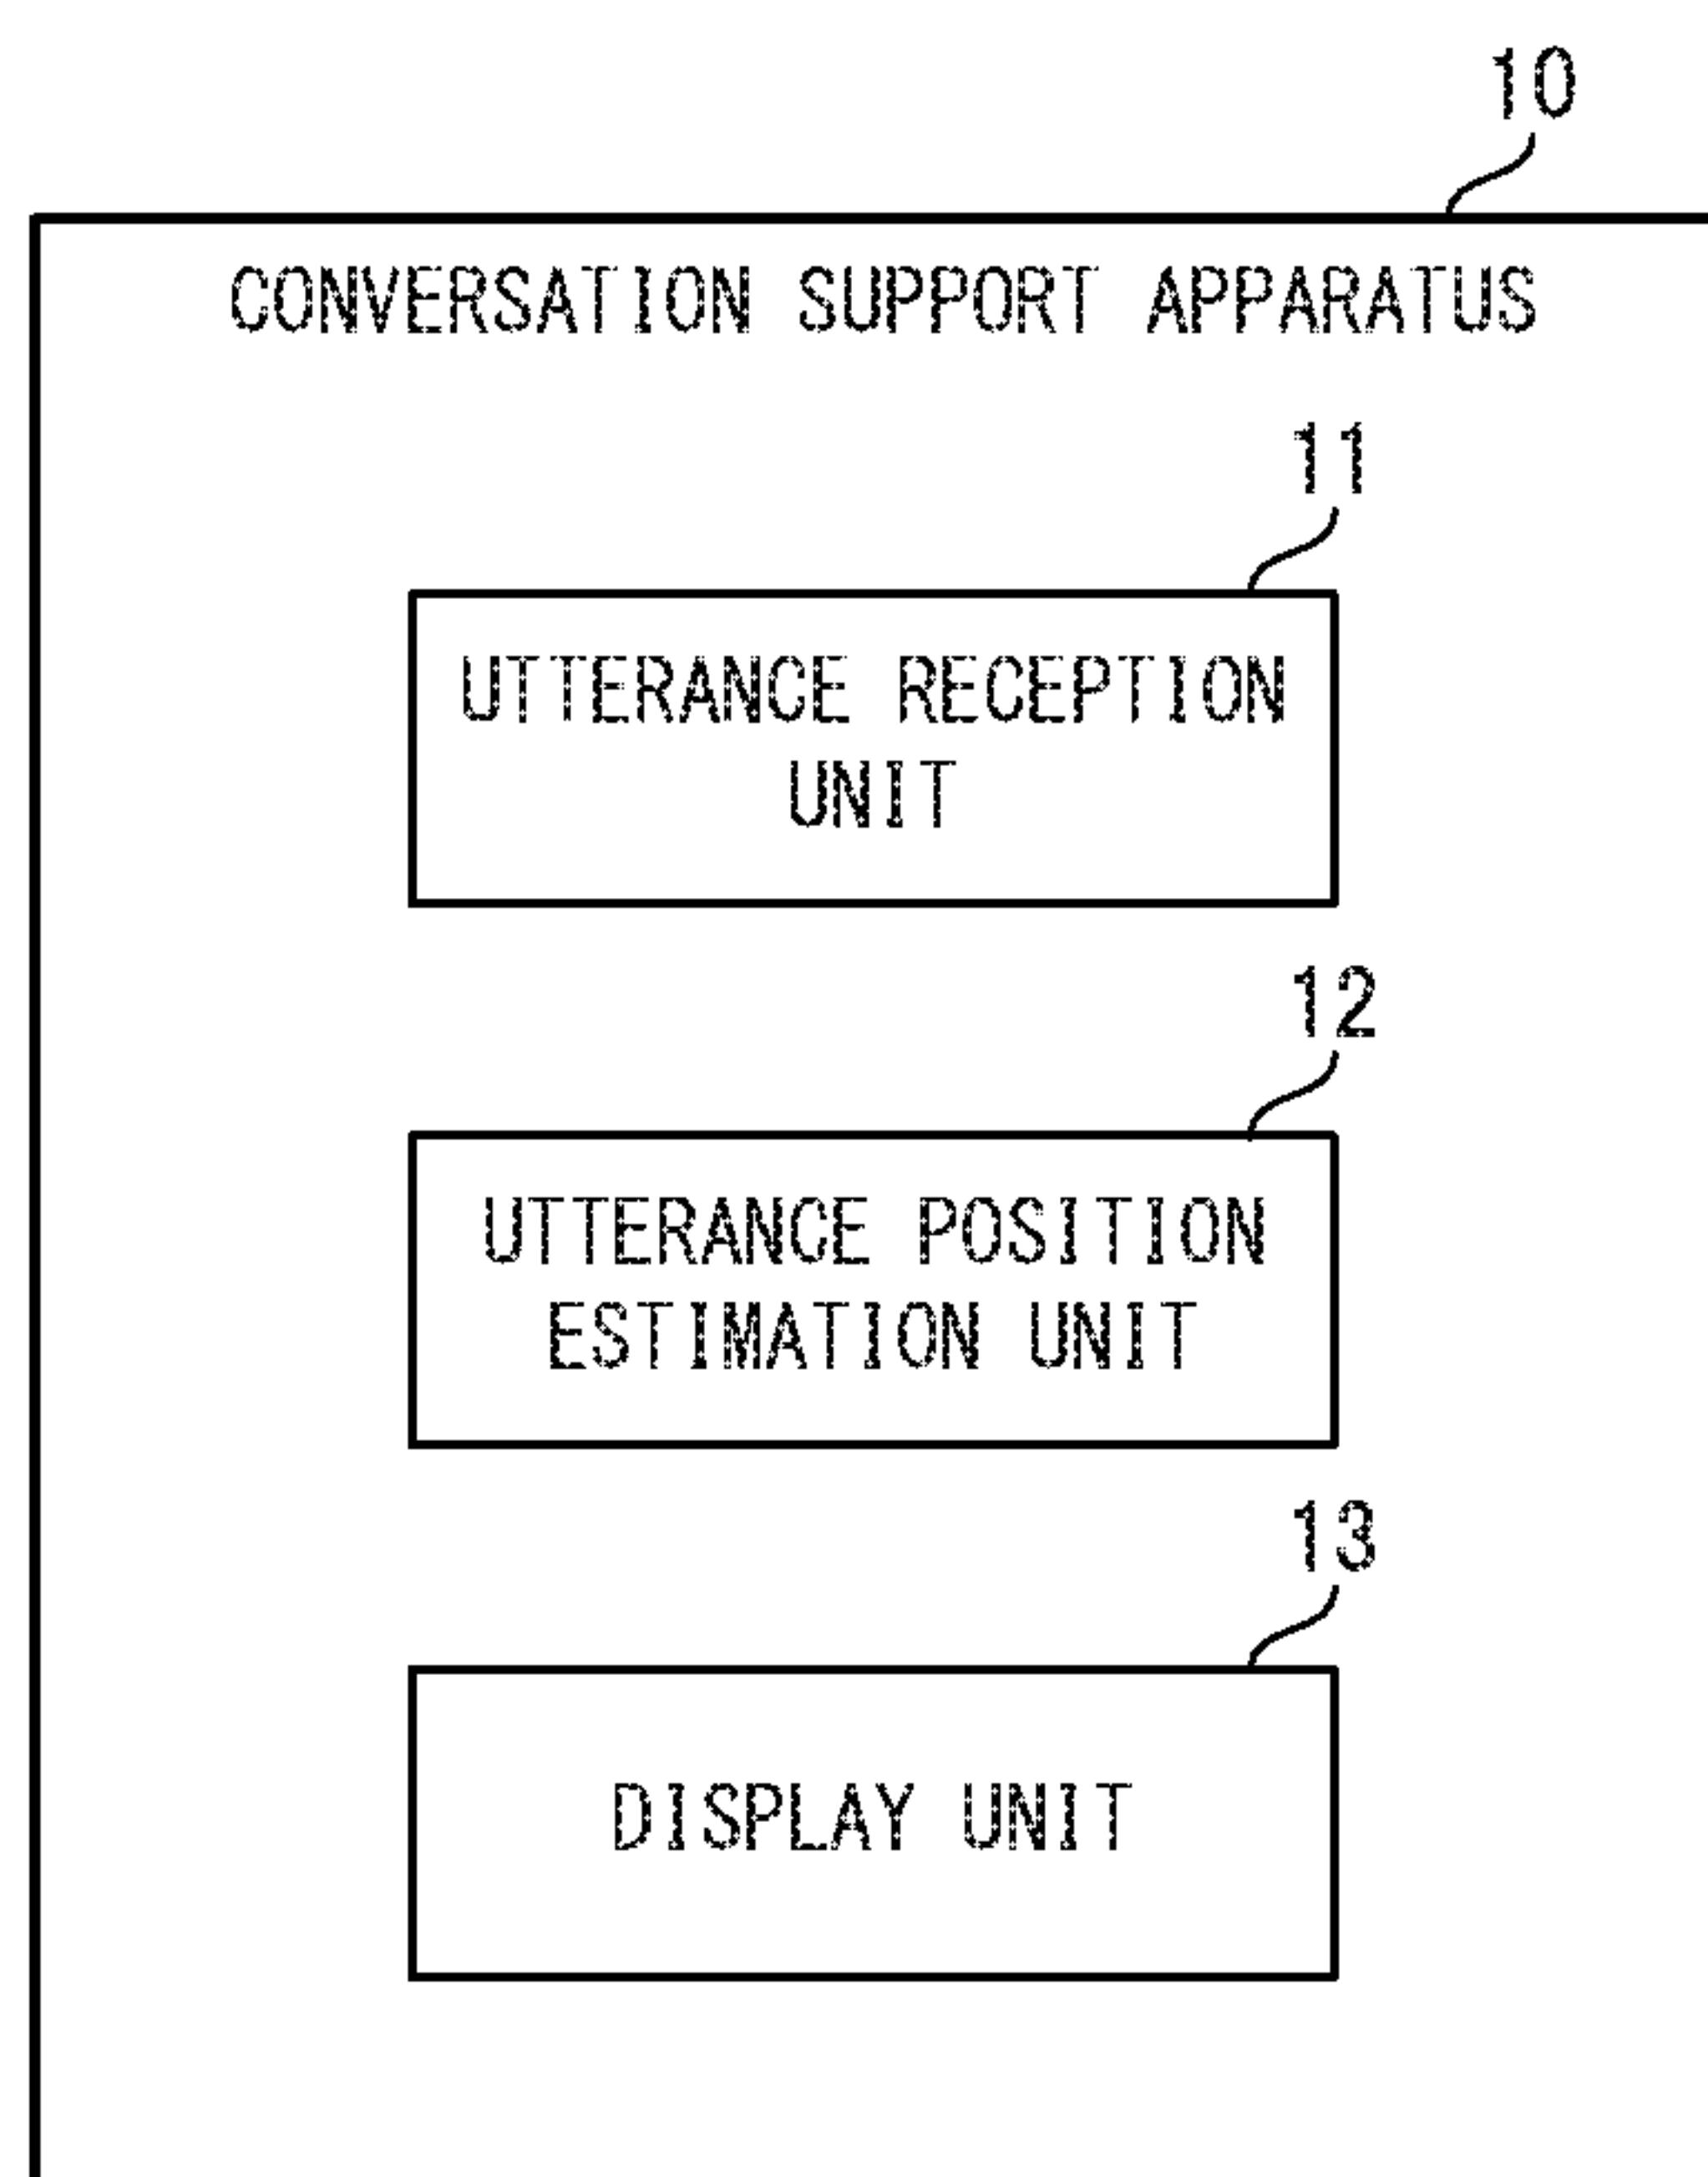 10
CONVERSATION SUPPORT APPARATUS
11
UTTERANCE RECEPTION
UNIT
12
UTTERANCE POSITION
ESTIMATION UNIT
13
DISPLAY UNIT